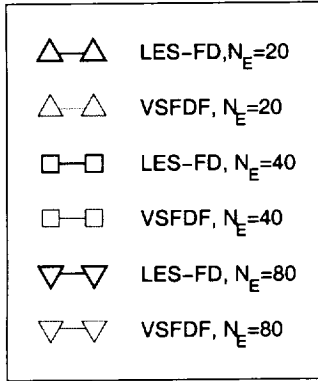 LES-FD,N_E=20
VSFDF, N_E=20
LES-FD, N_E=40
VSFDF, N_E=40
LES-FD, N_E=80
VSFDF, N_E=80